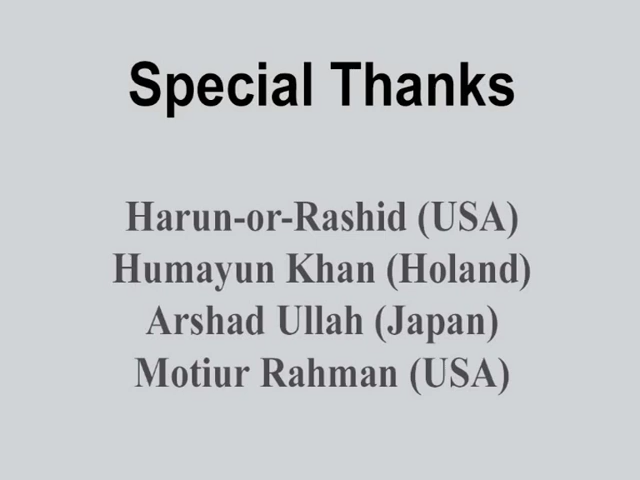 Special Thanks
Harun-or-Rashid (USA)
Humayun Khan (Holand)
Arshad Ullah (Japan)
Motiur Rahman (USA)